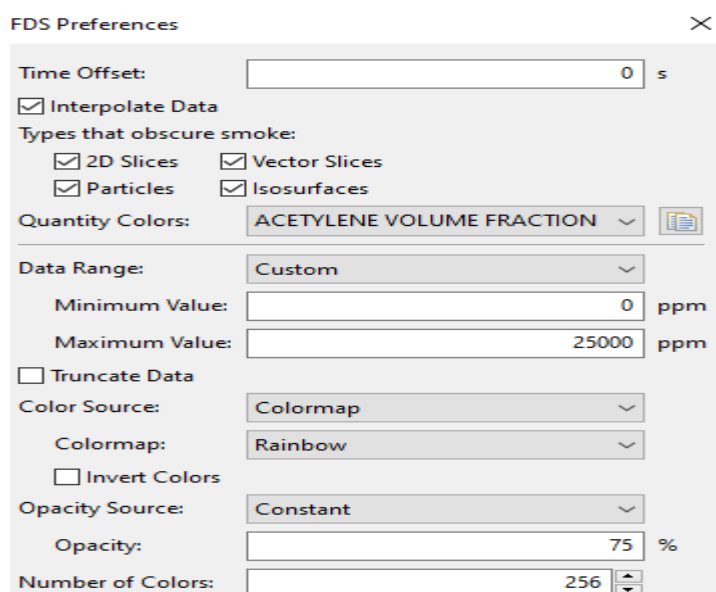 FDS Preferences
Time Offset: 0 s
Interpolate Data
Types that obscure smoke:
2D Slices Vector Slices
Particles Isosurfaces
Quantity Colors: ACETYLENE VOLUME FRACTION
Data Range: Custom
Minimum Value: 0 ppm
Maximum Value: 25000 ppm
Truncate Data
Color Source: Colormap
Colormap: Rainbow
Invert Colors
Opacity Source: Constant
Opacity: 75 %
Number of Colors: 256